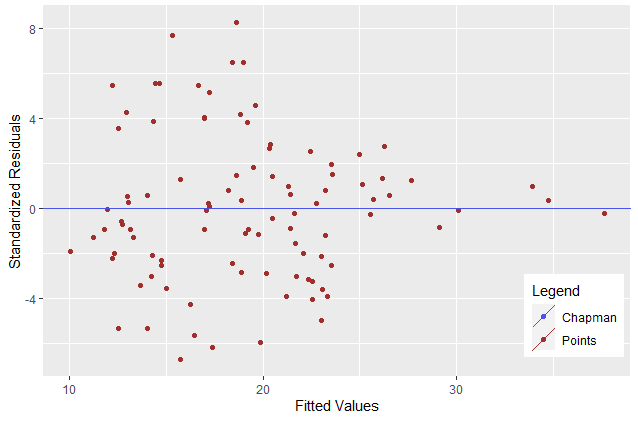 8
4
0
-4
Standardized Residuals
10
20
30
Fitted Values
Legend
Chapman
Points